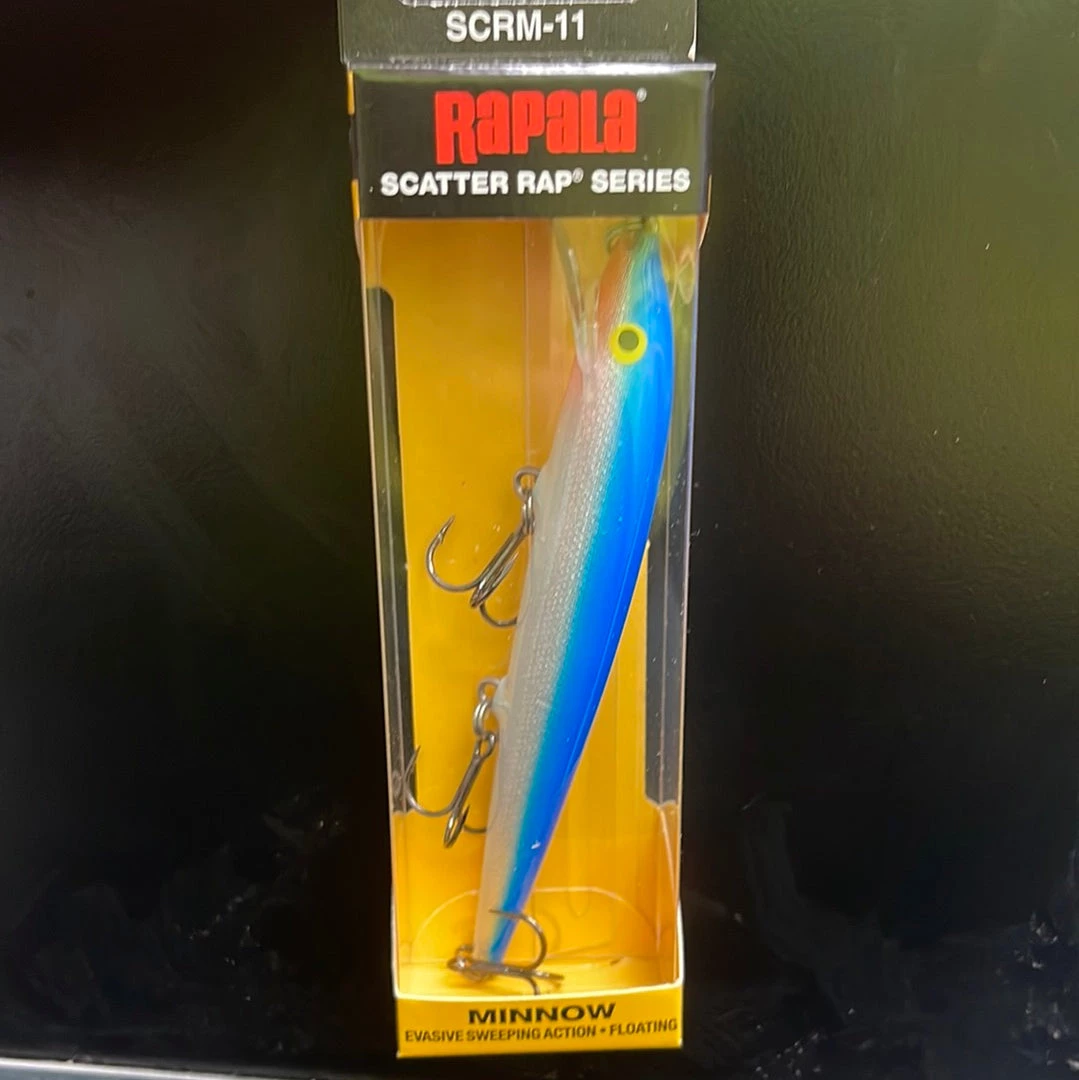 SCRM-11
RAPALA®
SCATTER RAP® SERIES
MINNOW
EVASIVE SWEEPING ACTION • FLOATING